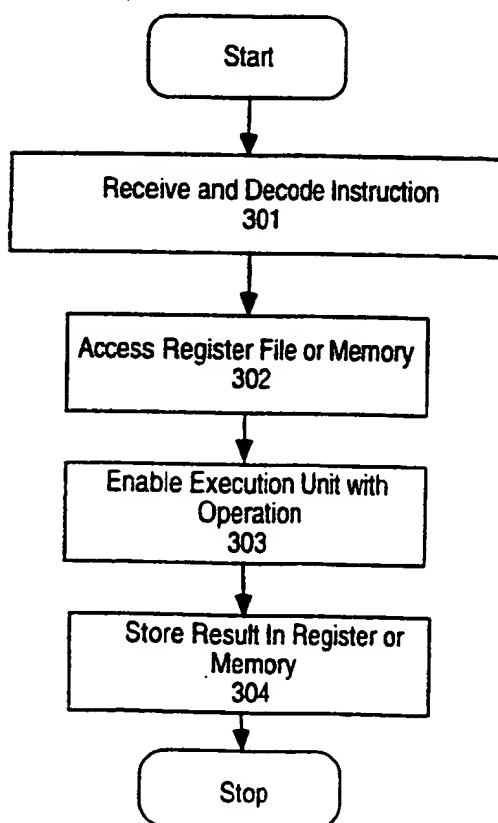 Start
Receive and Decode Instruction
301
Access Register File or Memory
302
Enable Execution Unit with
Operation
303
Store Result In Register or
Memory
304
Stop